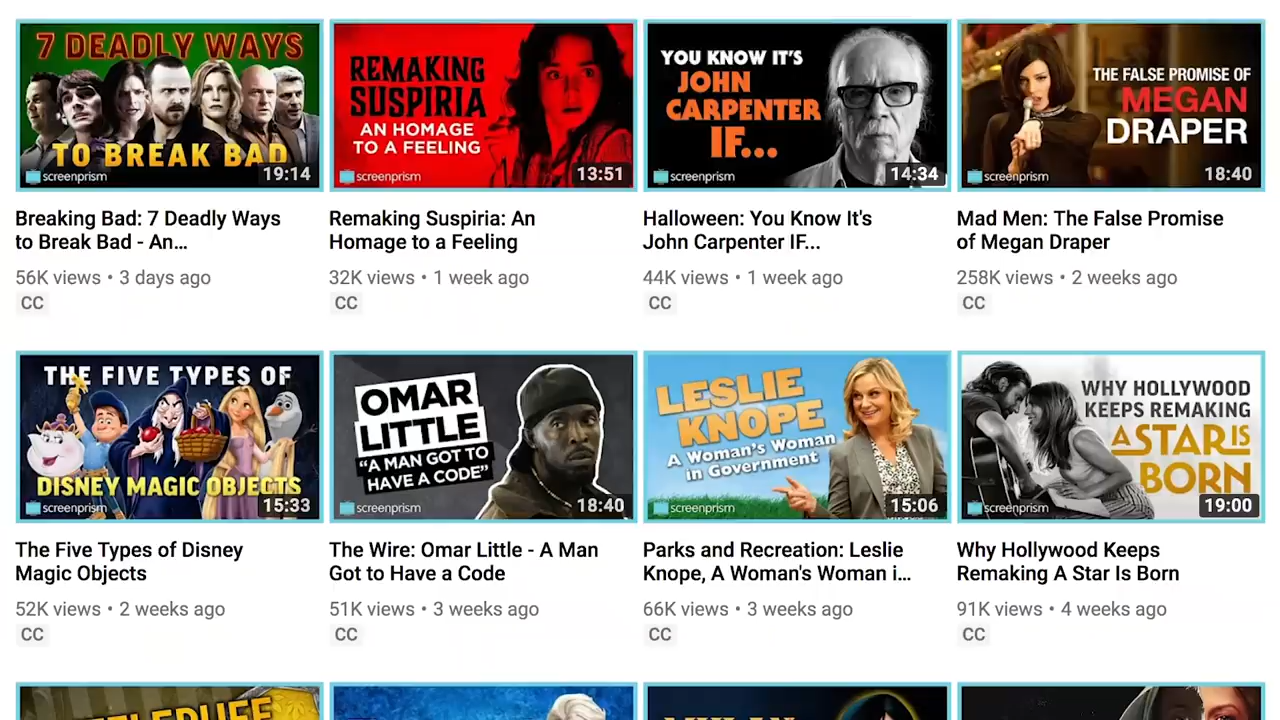 7 DEADLY WAYS
TO BREAK BAD
screenprism
19:14
REMAKING
SUSPIRIA
AN HOMAGE
TO A FEELING
screenprism
13:51
YOU KNOW IT'S
JOHN
CARPENTER
IF...
screenprism
14:34
THE FALSE PROMISE OF
MEGAN
DRAPER
screenprism
18:40
Breaking Bad: 7 Deadly Ways
to Break Bad - An...
56K views • 3 days ago
CC
Remaking Suspiria: An
Homage to a Feeling
32K views • 1 week ago
CC
Halloween: You Know It's
John Carpenter IF...
44K views • 1 week ago
CC
Mad Men: The False Promise
of Megan Draper
258K views • 2 weeks ago
CC
THE FIVE TYPES OF
DISNEY MAGIC OBJECTS
screenprism
15:33
OMAR
LITTLE
“A MAN GOT TO
HAVE A CODE”
screenprism
18:40
LESLIE
KNOPE
A Woman's Woman
in Government
screenprism
15:06
WHY HOLLYWOOD
KEEPS REMAKING
A STAR IS
BORN
screenprism
19:00
The Five Types of Disney
Magic Objects
52K views • 2 weeks ago
CC
The Wire: Omar Little - A Man
Got to Have a Code
51K views • 3 weeks ago
CC
Parks and Recreation: Leslie
Knope, A Woman's Woman i...
66K views • 3 weeks ago
CC
Why Hollywood Keeps
Remaking A Star Is Born
91K views • 4 weeks ago
CC